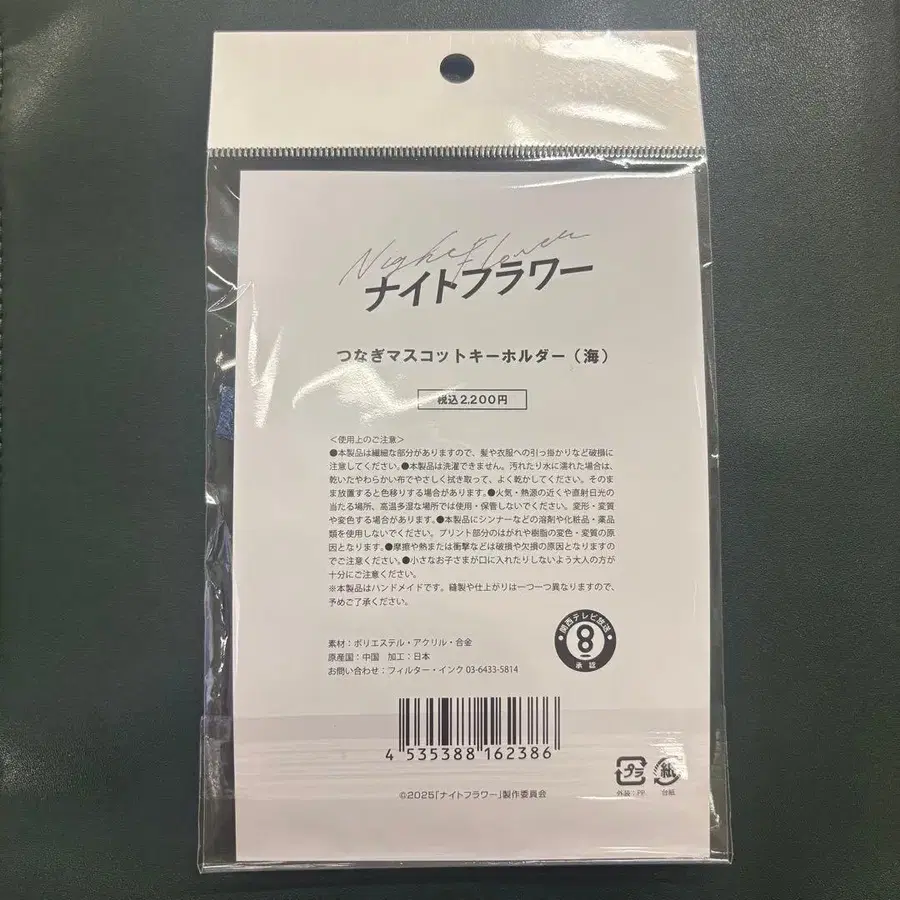 Night Flower
ナイトフラワー
つなぎマスコットキーホルダー（海）
税込2,200円
＜使用上のご注意＞
●本製品は繊細な部分がありますので、髪や衣服への引っ掛かりなど破損に
注意してください。●本製品は洗濯できません。汚れたり水に濡れた場合は、
乾いたやわらかい布でやさしく拭き取って、よく乾かしてください。そのまま
放置すると色移りする場合があります。●火気・熱源の近くや直射日光の
当たる場所、高温多湿な場所では使用・保管しないでください。変形・変質
や変色する場合があります。●本製品にシンナーなどの溶剤や化粧品・薬品
類を使用しないでください。プリント部分のはがれや樹脂の変色・変質の原
因となります。●摩擦や熱または衝撃などは破損や欠損の原因となりますの
でご注意ください。●小さなお子さまが口に入れたりしないよう大人の方が
十分にご注意ください。
※本製品はハンドメイドです。縫製や仕上がりは一つ一つ異なりますので、
予めご了承ください。
関西テレビ放送
8
承認
素材：ポリエステル・アクリル・合金
原産国：中国　加工：日本
お問い合わせ：フィルター・インク 03-6433-5814
4 535388 162386
プラ
紙
外装：PP
台紙
©2025「ナイトフラワー」製作委員会